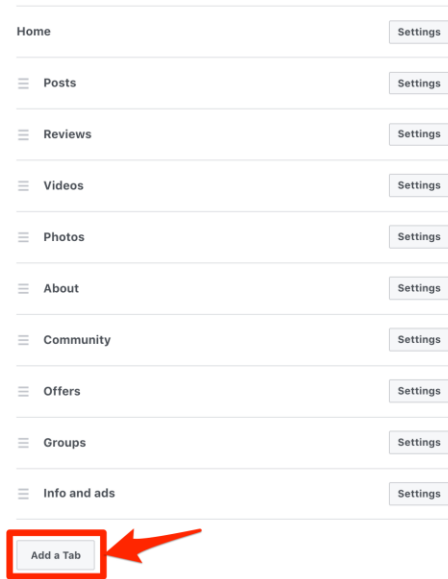 Home Settings
Posts Settings
Reviews Settings
Videos Settings
Photos Settings
About Settings
Community Settings
Offers Settings
Groups Settings
Info and ads Settings
Add a Tab